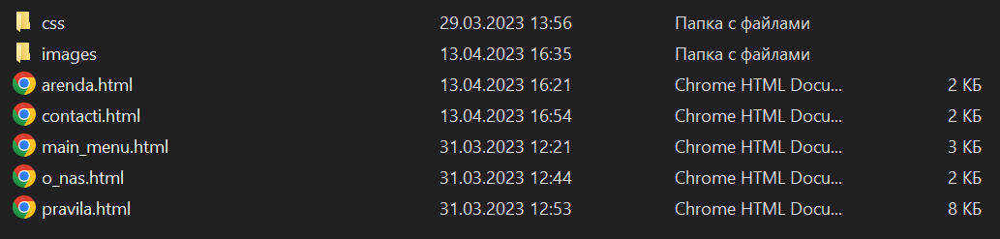 css 29.03.2023 13:56 Папка с файлами
images 13.04.2023 16:35 Папка с файлами
arenda.html 13.04.2023 16:21 Chrome HTML Docu... 2 КБ
contacti.html 13.04.2023 16:54 Chrome HTML Docu... 2 КБ
main_menu.html 31.03.2023 12:21 Chrome HTML Docu... 3 КБ
o_nas.html 31.03.2023 12:44 Chrome HTML Docu... 2 КБ
pravila.html 31.03.2023 12:53 Chrome HTML Docu... 8 КБ